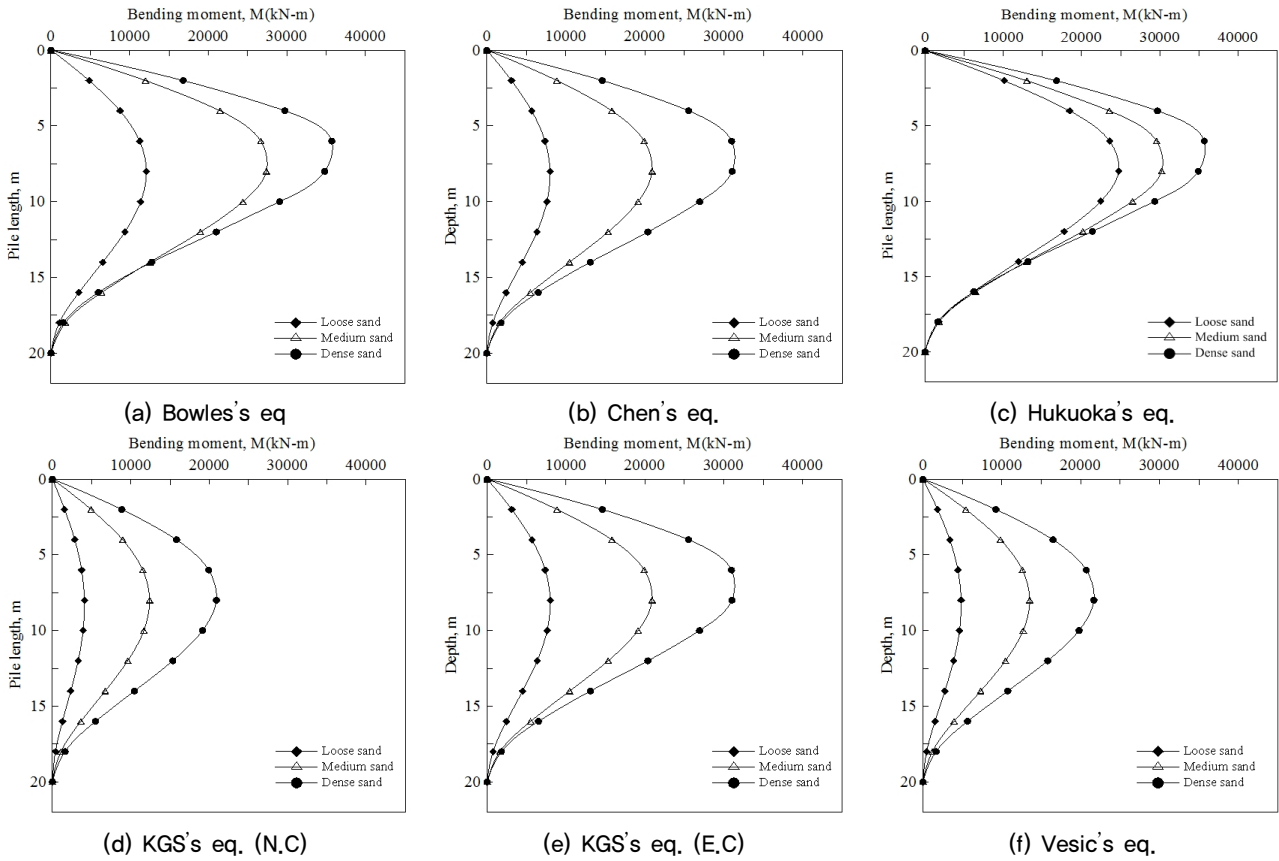 Bending moment, M(kN-m)
0 10000 20000 30000 40000
0
5
10
15
20
Pile length, m
Loose sand
Medium sand
Dense sand
(a) Bowles's eq
Bending moment, M(kN-m)
0 10000 20000 30000 40000
0
5
10
15
20
Depth, m
Loose sand
Medium sand
Dense sand
(b) Chen's eq.
Bending moment, M(kN-m)
0 10000 20000 30000 40000
0
5
10
15
20
Pile length, m
Loose sand
Medium sand
Dense sand
(c) Hukuoka's eq.
Bending moment, M(kN-m)
0 10000 20000 30000 40000
0
5
10
15
20
Pile length, m
Loose sand
Medium sand
Dense sand
(d) KGS's eq. (N.C)
Bending moment, M(kN-m)
0 10000 20000 30000 40000
0
5
10
15
20
Depth, m
Loose sand
Medium sand
Dense sand
(e) KGS's eq. (E.C)
Bending moment, M(kN-m)
0 10000 20000 30000 40000
0
5
10
15
20
Depth, m
Loose sand
Medium sand
Dense sand
(f) Vesic's eq.